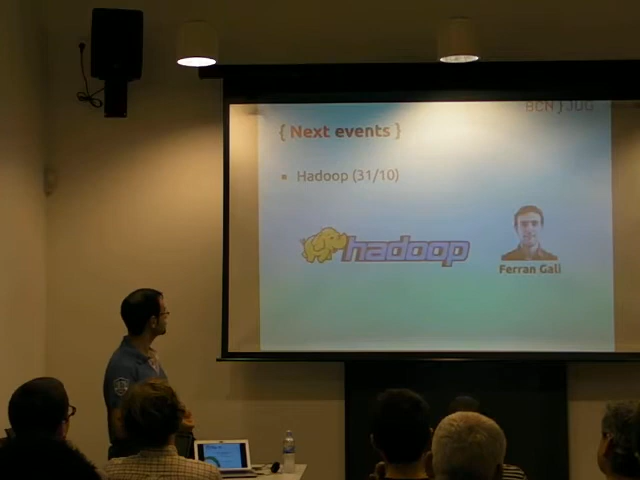 BCN JUG
{ Next events }
▪ Hadoop (31/10)
hadoop
Ferran Galí